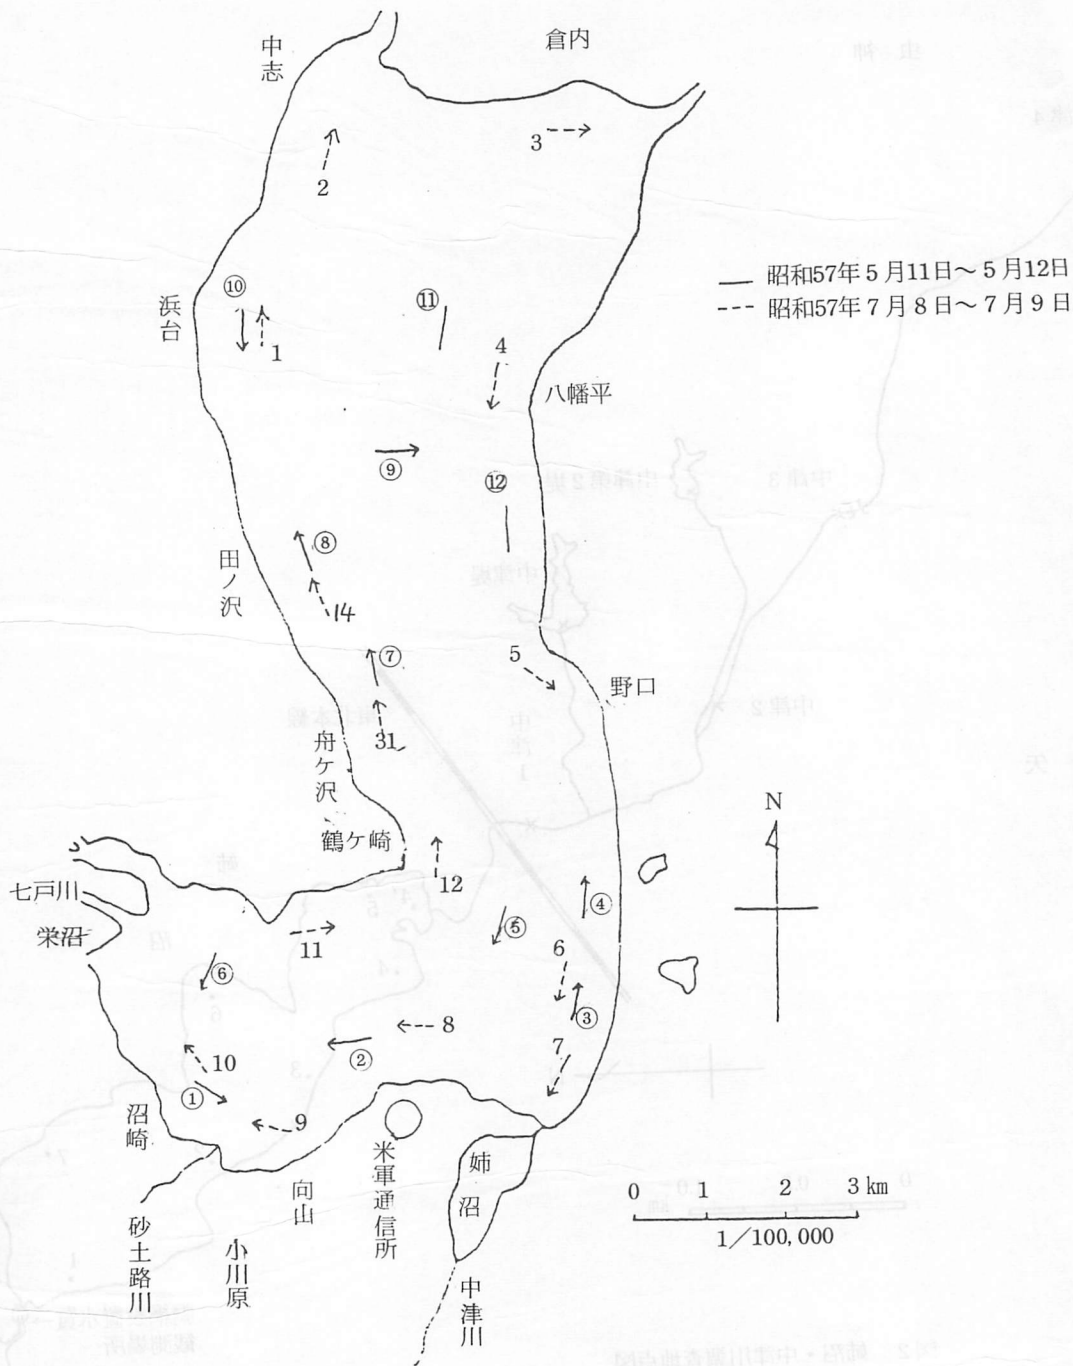 中志
倉内
3
2
⑩
⑪
浜台
1
4
昭和57年5月11日～5月12日
昭和57年7月8日～7月9日
八幡平
⑨
⑫
⑧
田ノ沢
14
⑦
5
野口
31
舟ケ沢
N
鶴ケ崎
12
七戸川
④
栄沼
⑤
11
6
⑥
③
8
②
7
10
①
9
沼崎
米軍通信所
姉沼
向山
0 1 2 3 km
1／100,000
砂土路川
小川原
中津川